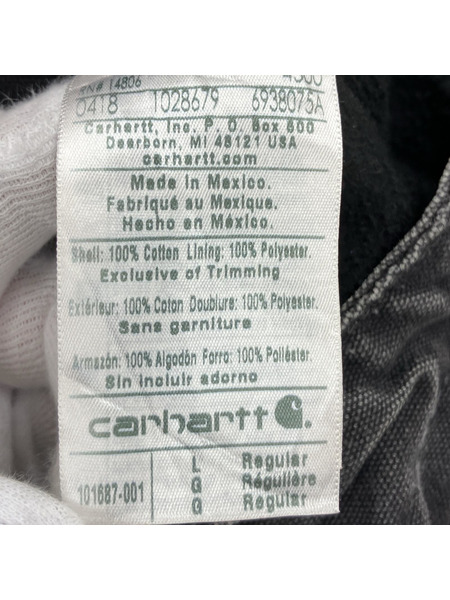 RN# 14806
0418 1028679 6938075A
Carhartt, Inc. P. O. Box 600
Dearborn, MI 48121 USA
carhartt.com
Made in Mexico.
Fabriqué au Mexique.
Hecho en México.
Shell: 100% Cotton Lining: 100% Polyester.
Exclusive of Trimming
Extérieur: 100% Coton Doublure: 100% Polyester.
Sans garniture
Armazón: 100% Algodón Forro: 100% Poliéster.
Sin incluir adorno
carhartt
101687-001
L Regular
G Régulière
G Regular